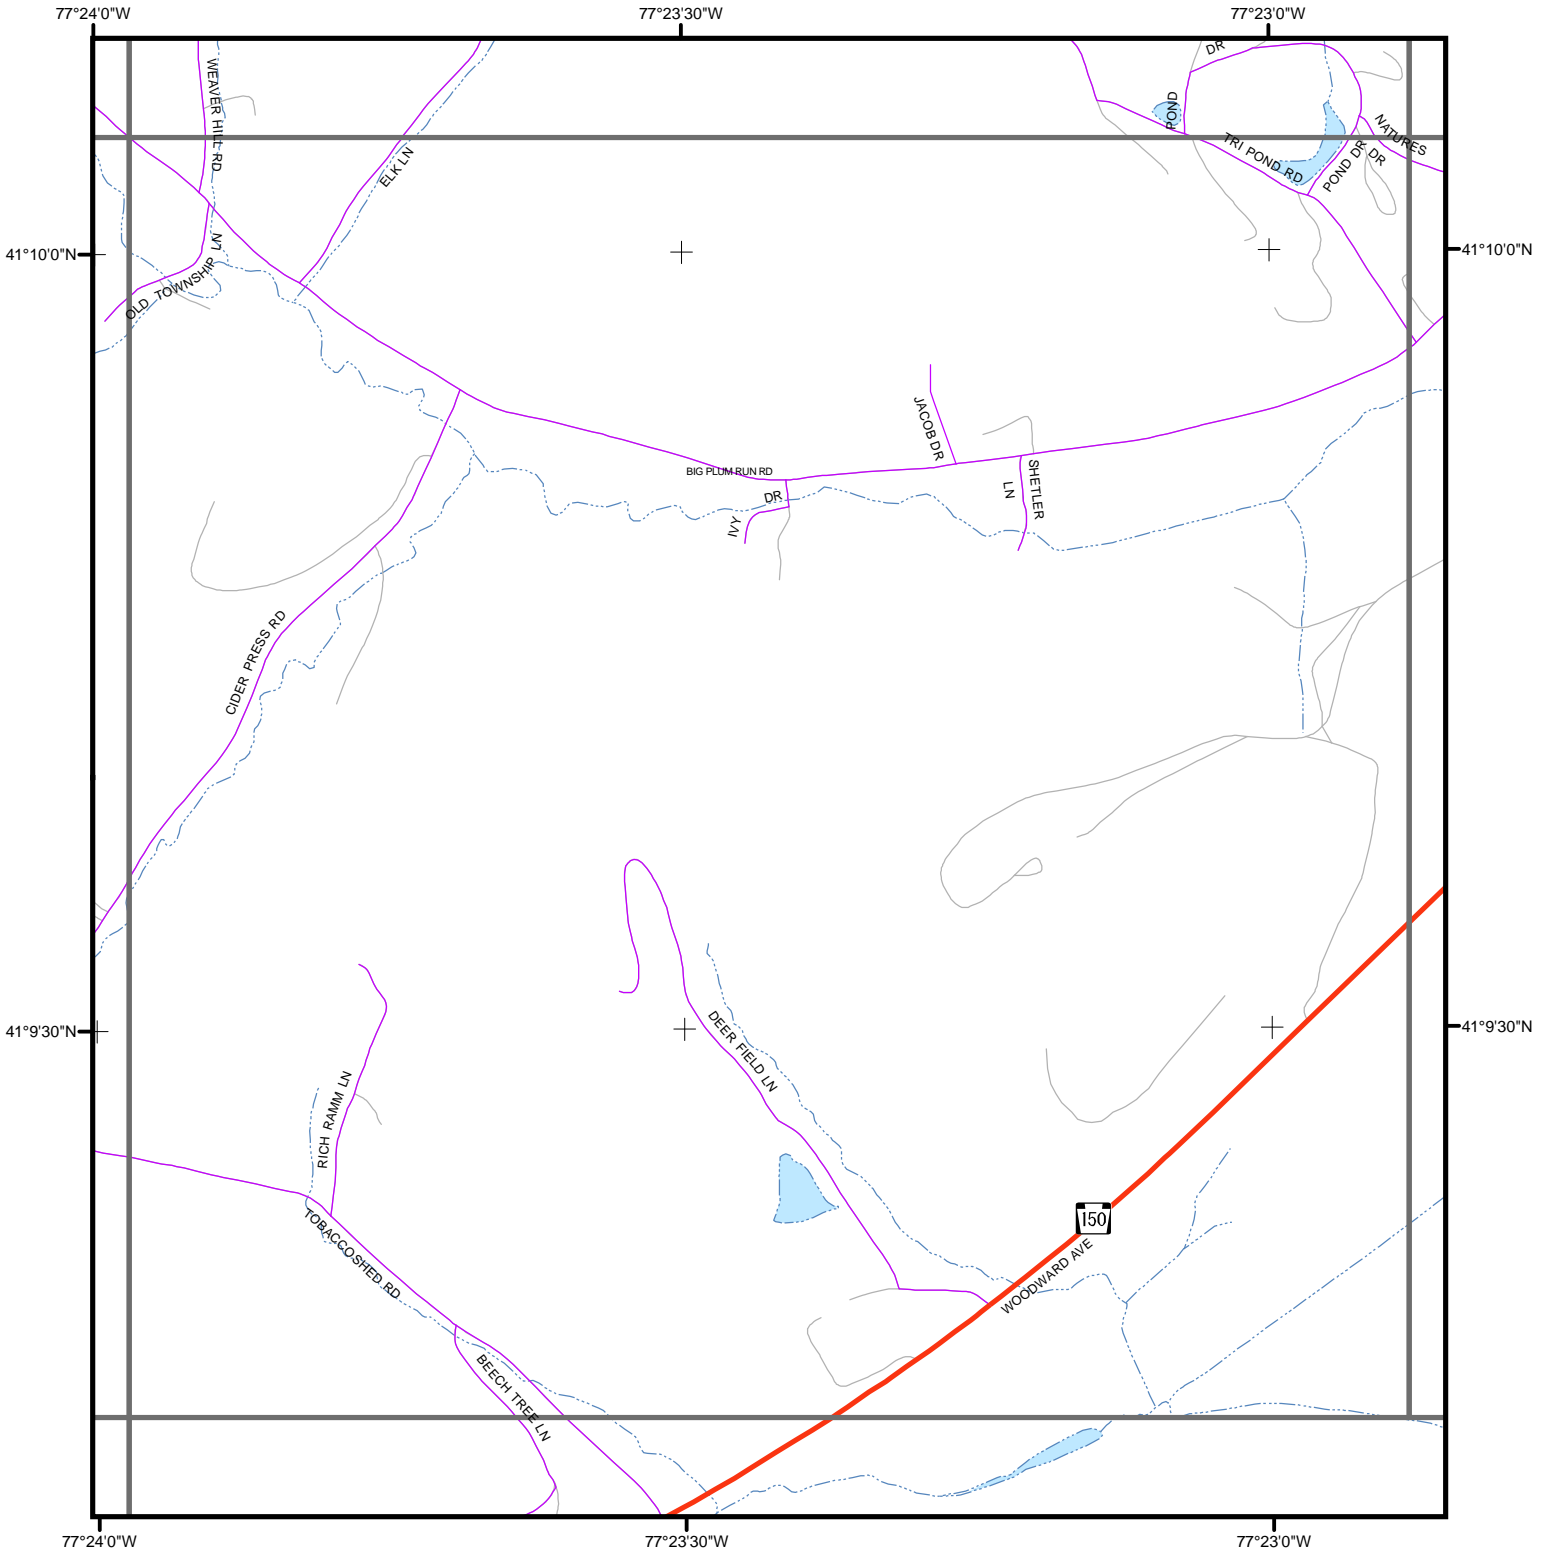 77°24'0"W
77°23'30"W
77°23'0"W
DR
WEAVER HILL RD
POND
NATURES
TRI POND RD
DR
POND DR
ELK LN
LN
41°10'0"N
41°10'0"N
OLD TOWNSHIP
JACOB DR
BIG PLUM RUN RD
SHETLER
LN
DR
IVY
CIDER PRESS RD
41°9'30"N
41°9'30"N
DEER FIELD LN
RICH RAMM LN
150
TOBACCOSHED RD
WOODWARD AVE
BEECH TREE LN
77°24'0"W
77°23'30"W
77°23'0"W